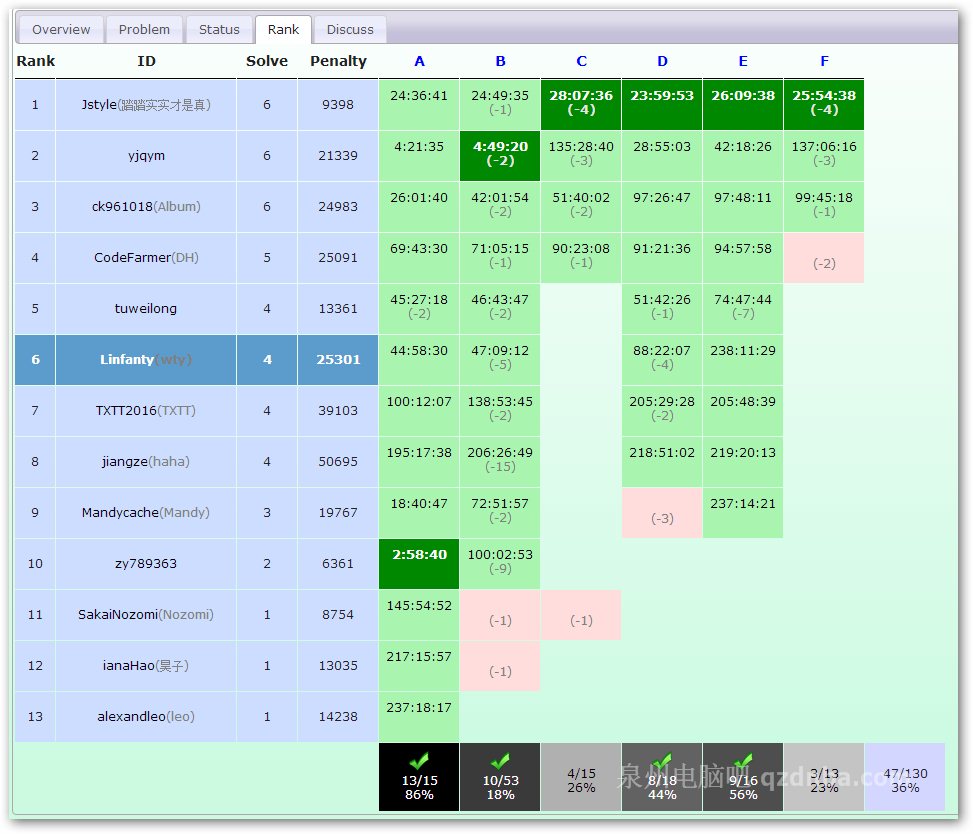 Overview Problem Status Rank Discuss
Rank ID Solve Penalty A B C D E F
1 Jstyle(踏踏实实才是真) 6 9398 24:36:41 24:49:35 28:07:36 23:59:53 26:09:38 25:54:38
(-1) (-4) (-4)
2 yjqym 6 21339 4:21:35 4:49:20 135:28:40 28:55:03 42:18:26 137:06:16
(-2) (-3) (-3)
3 ck961018(Album) 6 24983 26:01:40 42:01:54 51:40:02 97:26:47 97:48:11 99:45:18
(-2) (-2) (-1)
4 CodeFarmer(DH) 5 25091 69:43:30 71:05:15 90:23:08 91:21:36 94:57:58
(-1) (-1) (-2)
5 tuweilong 4 13361 45:27:18 46:43:47 51:42:26 74:47:44
(-2) (-2) (-1) (-7)
6 Linfanty(wty) 4 25301 44:58:30 47:09:12 88:22:07 238:11:29
(-5) (-4)
7 TXTT2016(TXTT) 4 39103 100:12:07 138:53:45 205:29:28 205:48:39
(-2) (-2)
8 jiangze(haha) 4 50695 195:17:38 206:26:49 218:51:02 219:20:13
(-15)
9 Mandycache(Mandy) 3 19767 18:40:47 72:51:57 237:14:21
(-2) (-3)
10 zy789363 2 6361 2:58:40 100:02:53
(-9)
11 SakaiNozomi(Nozomi) 1 8754 145:54:52
(-1) (-1)
12 ianaHao(昊子) 1 13035 217:15:57
(-1)
13 alexandleo(leo) 1 14238 237:18:17
13/15 10/53 4/15 8/18 9/16 3/13 47/130
86% 18% 26% 44% 56% 23% 36%
泉州电脑吧